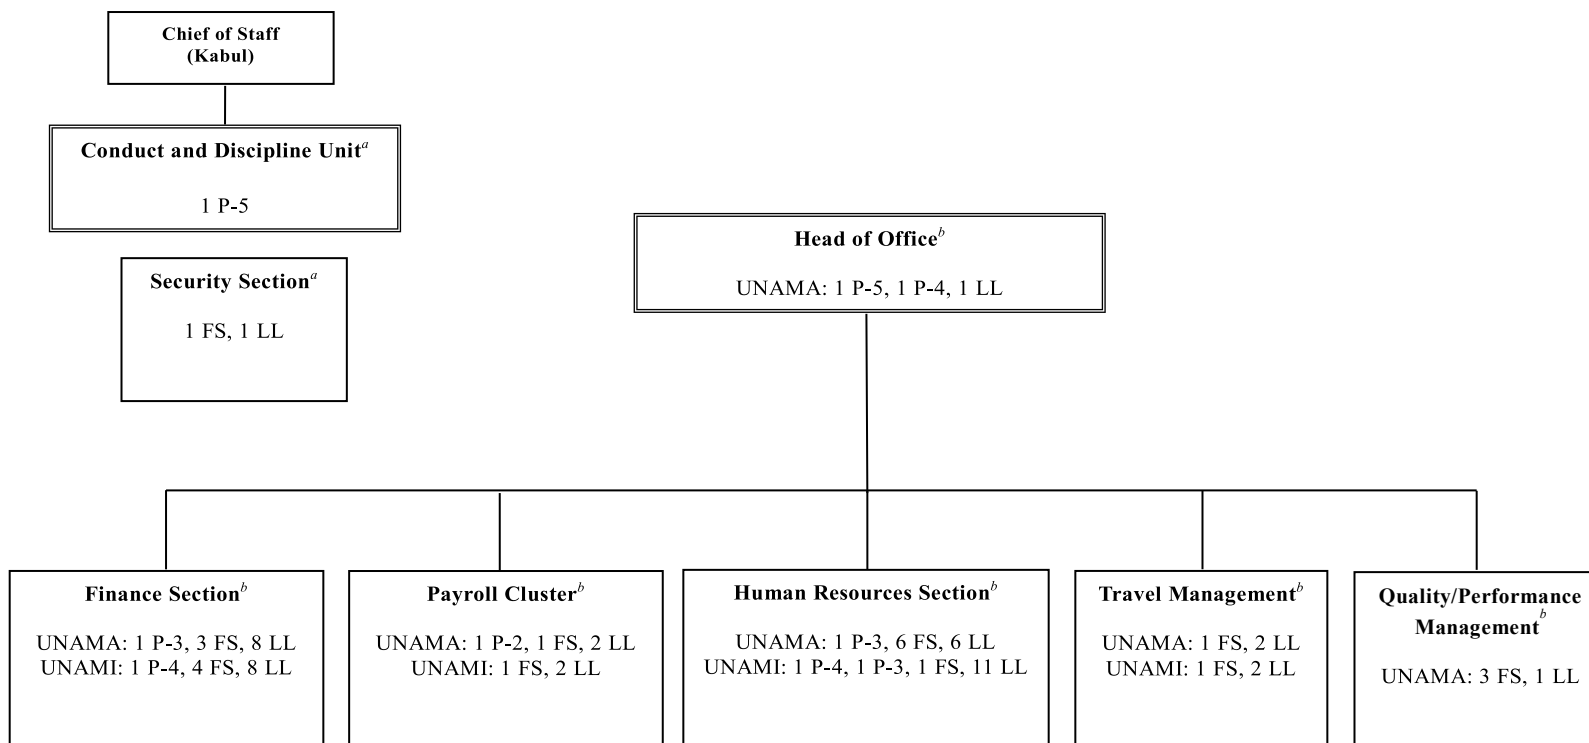 Chief of Staff
(Kabul)
Conduct and Discipline Unit^a
1 P-5
Security Section^a
1 FS, 1 LL
Head of Office^b
UNAMA: 1 P-5, 1 P-4, 1 LL
Finance Section^b
UNAMA: 1 P-3, 3 FS, 8 LL
UNAMI: 1 P-4, 4 FS, 8 LL
Payroll Cluster^b
UNAMA: 1 P-2, 1 FS, 2 LL
UNAMI: 1 FS, 2 LL
Human Resources Section^b
UNAMA: 1 P-3, 6 FS, 6 LL
UNAMI: 1 P-4, 1 P-3, 1 FS, 11 LL
Travel Management^b
UNAMA: 1 FS, 2 LL
UNAMI: 1 FS, 2 LL
Quality/Performance
Management^b
UNAMA: 3 FS, 1 LL